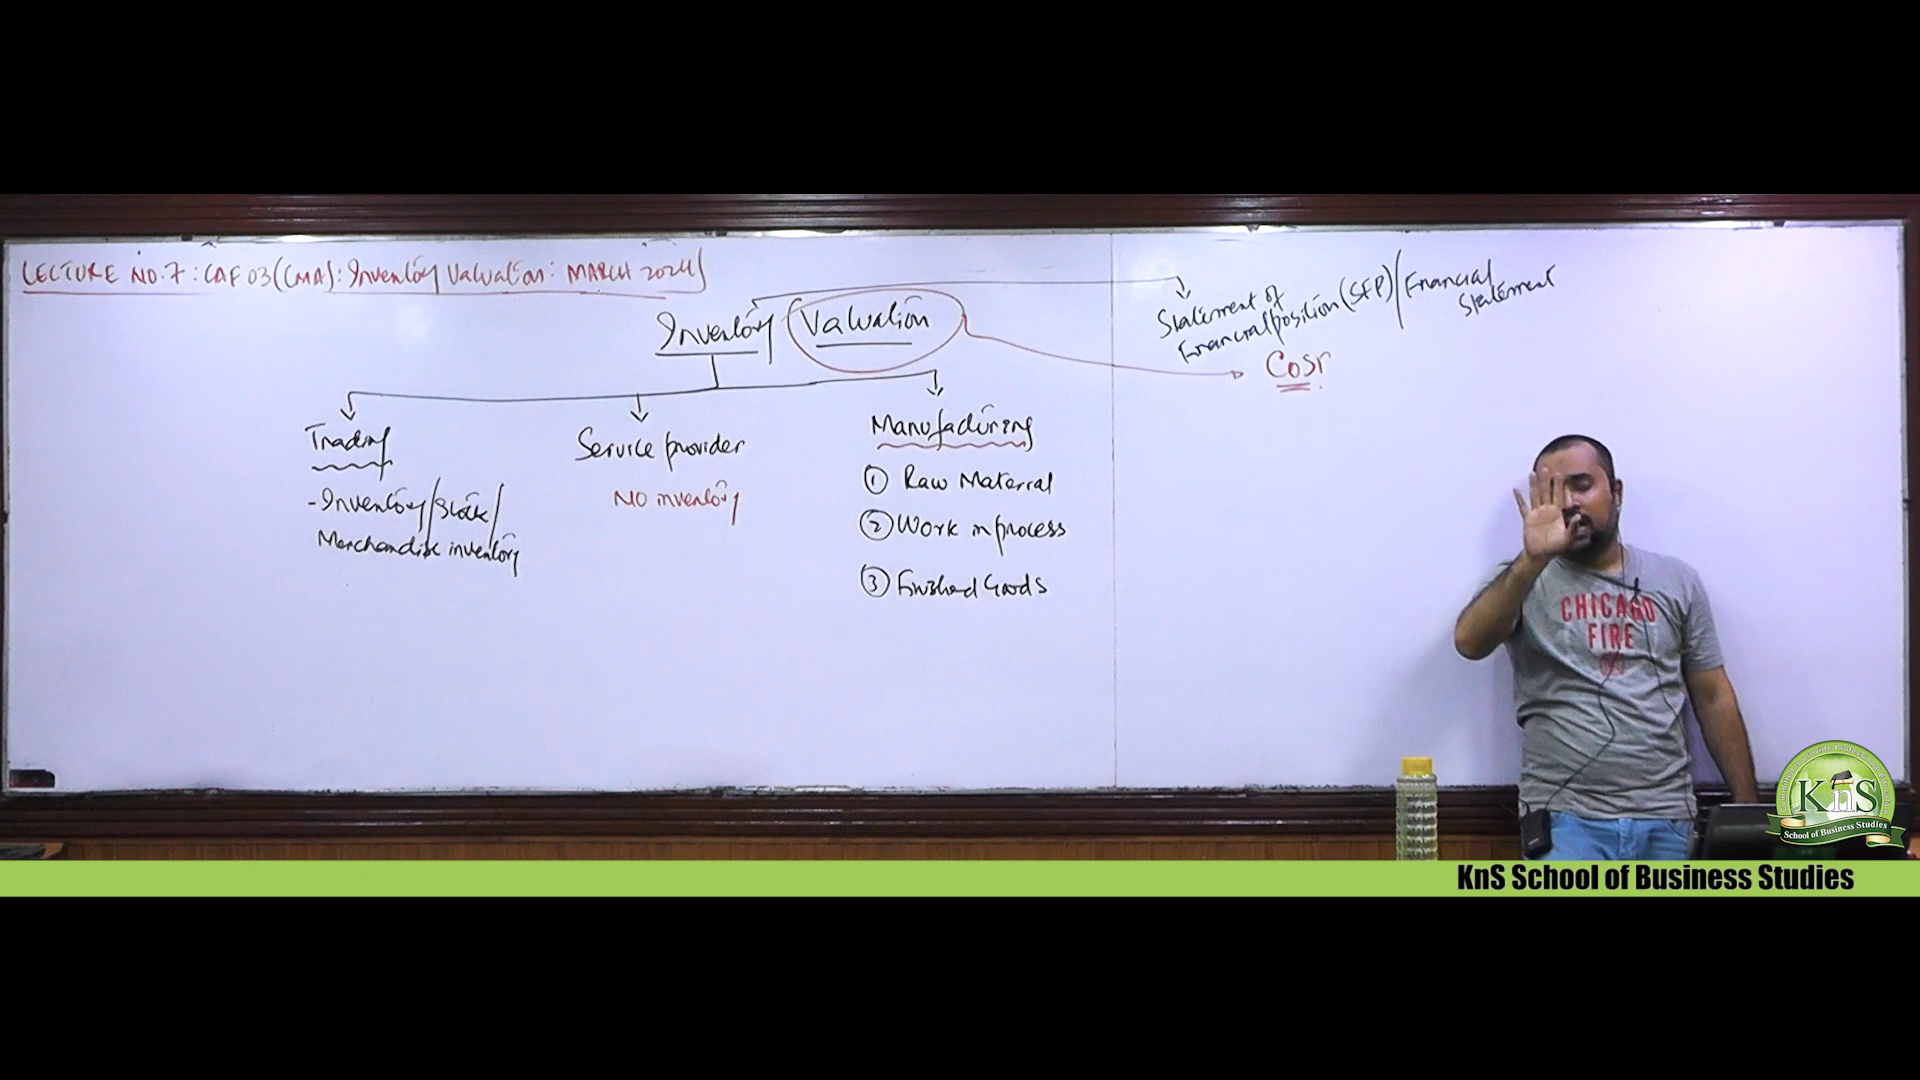 LECTURE NO.7: CAF 03 (CMA): Inventory Valuation: MARCH 2024)
Inventory (Valuation)
Statement of
Financial position (SFP) / Financial
Statement
Cost
Trading
- Inventory/Stock/
Merchandise inventory
Service provider
NO inventory
Manufacturing
① Raw Material
② Work in process
③ Finished Goods
CHICAGO
FIRE
KnS
School of Business Studies
KnS School of Business Studies